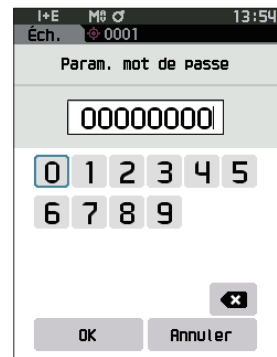 I+E M 13:54
Éch. 0001
Param. mot de passe
00000000
0 1 2 3 4 5
6 7 8 9
OK Annuler